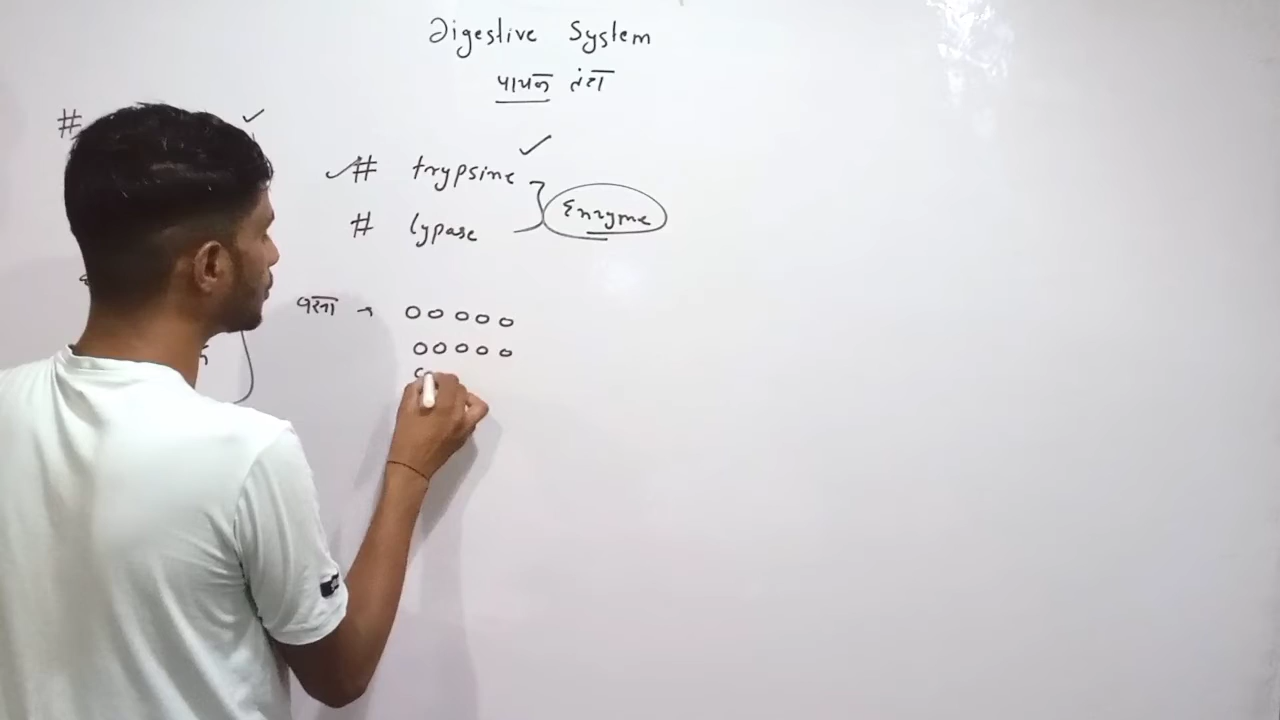 Digestive System
पाचन तंत्र
# trypsine
# lypase
Enzyme
वसा →
#